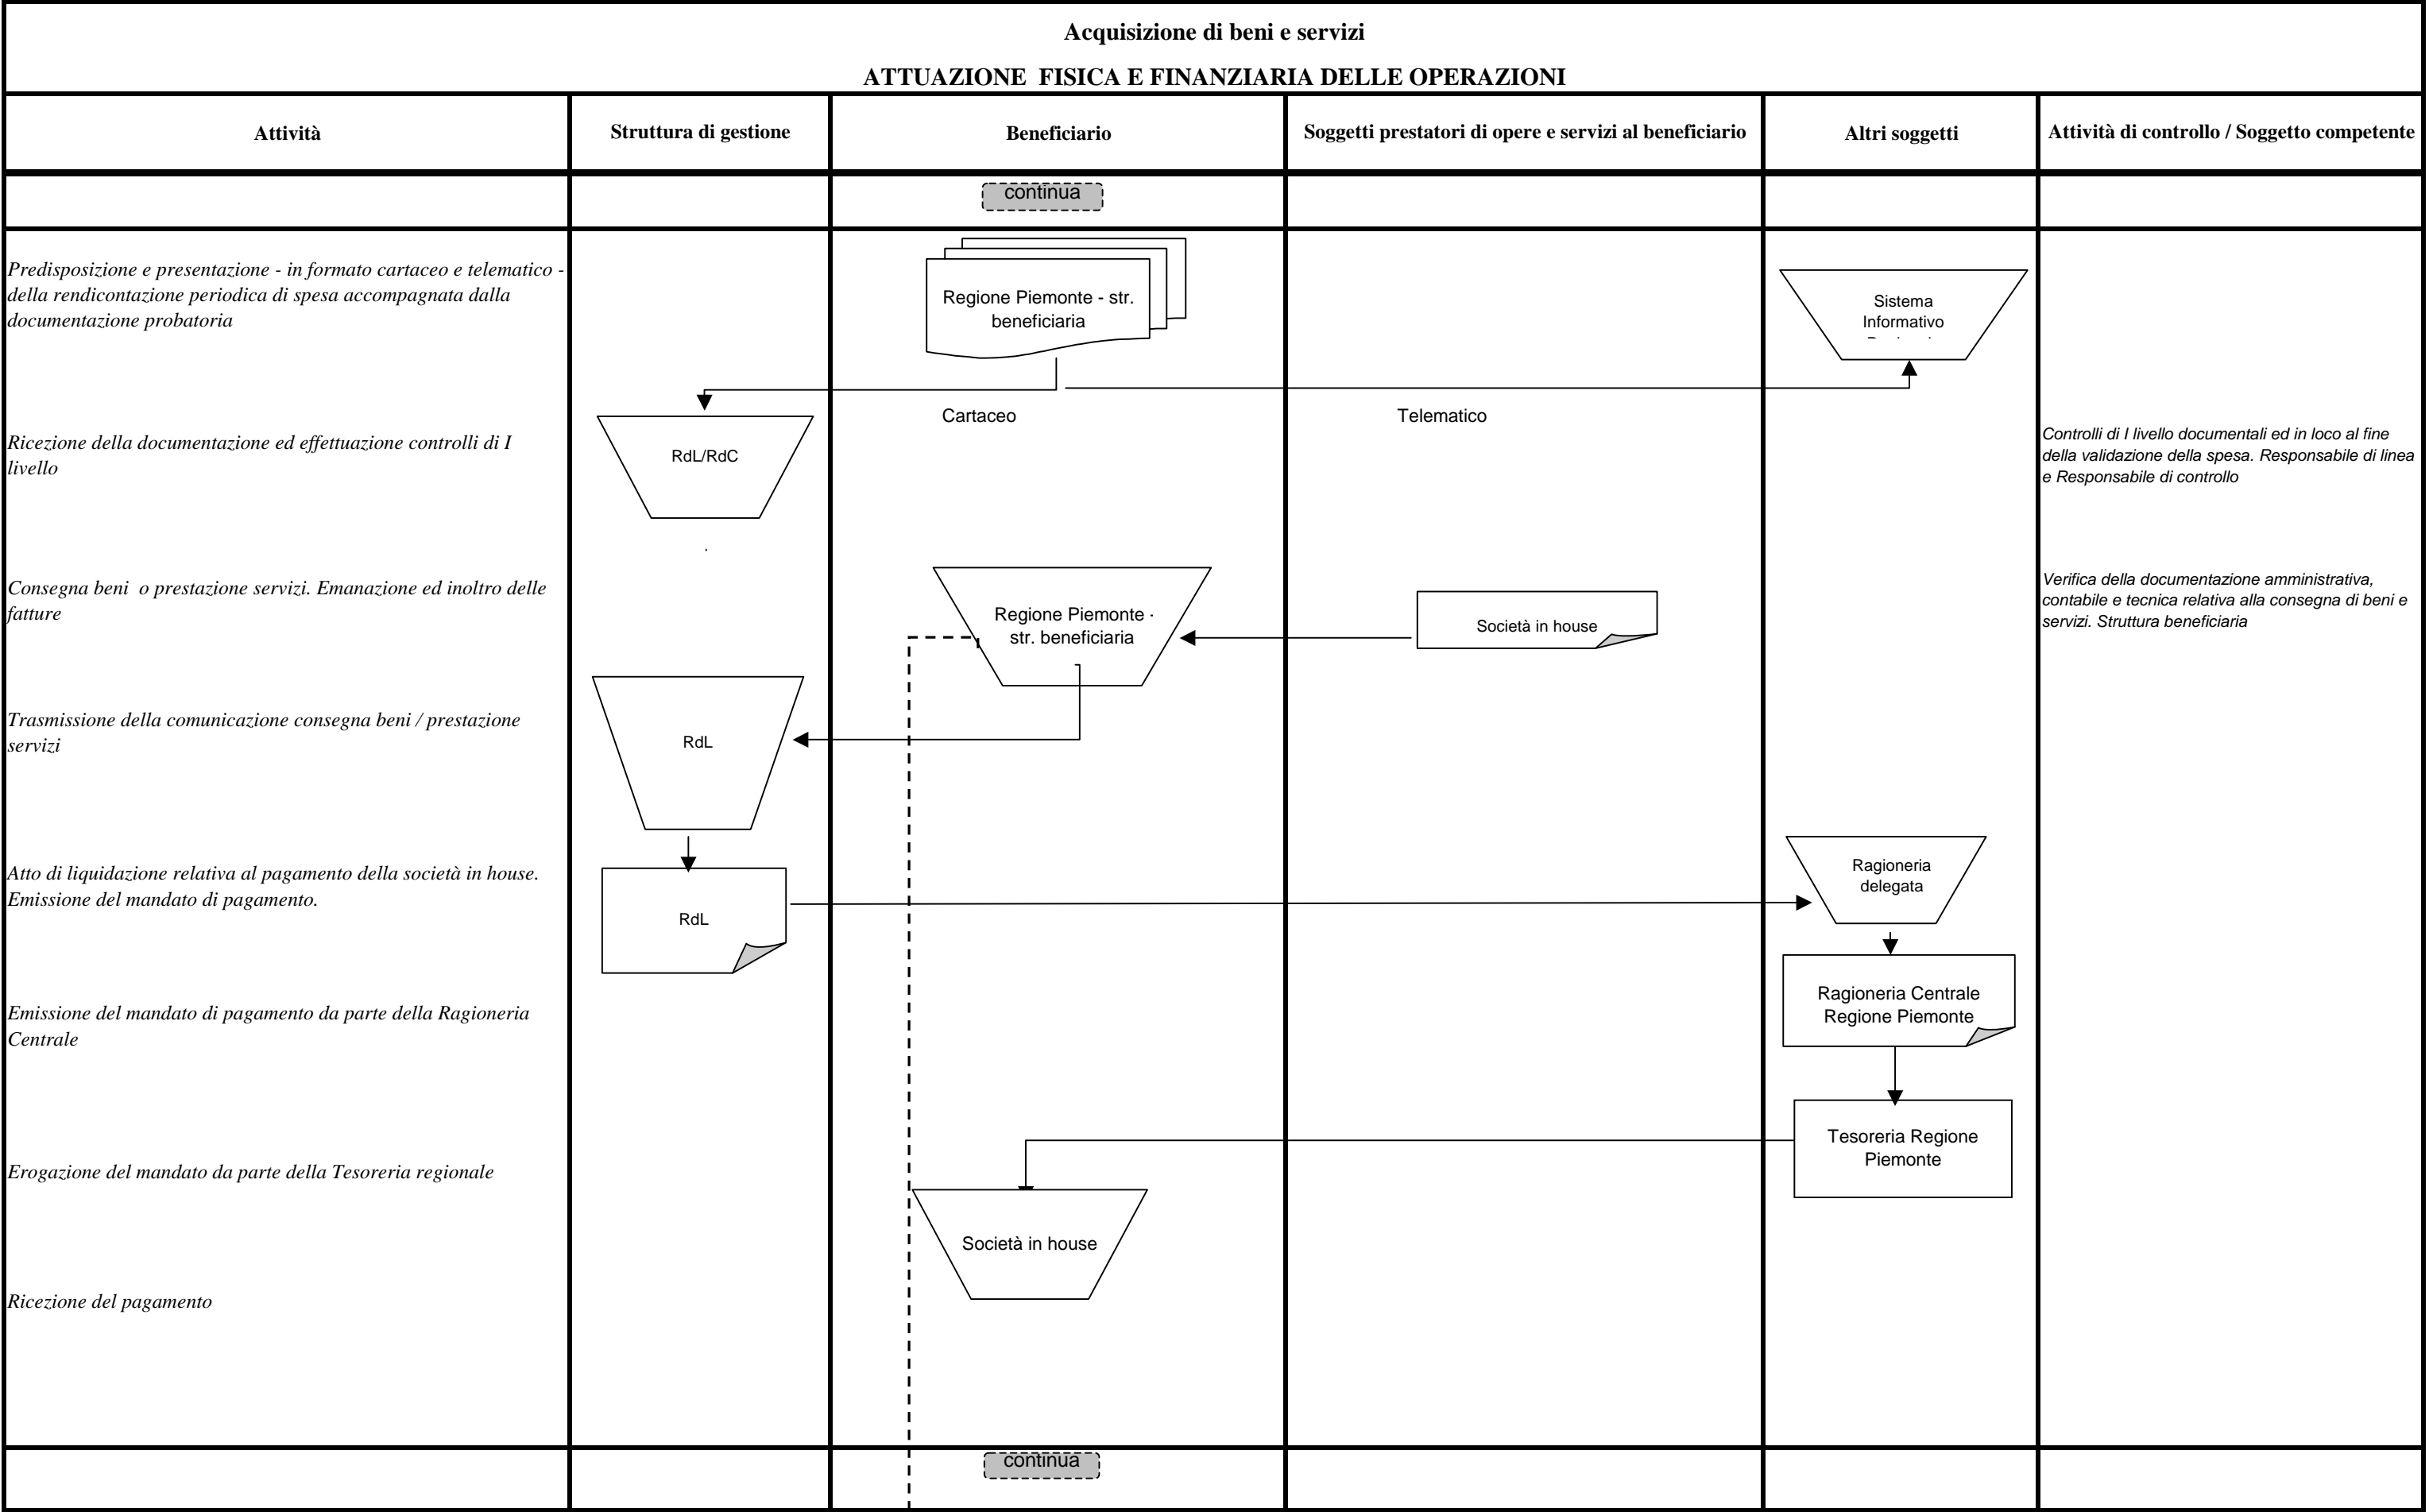 Acquisizione di beni e servizi
ATTUAZIONE FISICA E FINANZIARIA DELLE OPERAZIONI
Attività
Struttura di gestione
Beneficiario
Soggetti prestatori di opere e servizi al beneficiario
Altri soggetti
Attività di controllo / Soggetto competente
continua
Predisposizione e presentazione - in formato cartaceo e telematico -
della rendicontazione periodica di spesa accompagnata dalla
documentazione probatoria
Regione Piemonte - str.
beneficiaria
Sistema
Informativo
Cartaceo
Telematico
Ricezione della documentazione ed effettuazione controlli di I
livello
RdL/RdC
Controlli di I livello documentali ed in loco al fine
della validazione della spesa. Responsabile di linea
e Responsabile di controllo
Consegna beni o prestazione servizi. Emanazione ed inoltro delle
fatture
Regione Piemonte -
str. beneficiaria
Società in house
Verifica della documentazione amministrativa,
contabile e tecnica relativa alla consegna di beni e
servizi. Struttura beneficiaria
Trasmissione della comunicazione consegna beni / prestazione
servizi
RdL
Atto di liquidazione relativa al pagamento della società in house.
Emissione del mandato di pagamento.
RdL
Ragioneria
delegata
Emissione del mandato di pagamento da parte della Ragioneria
Centrale
Ragioneria Centrale
Regione Piemonte
Erogazione del mandato da parte della Tesoreria regionale
Tesoreria Regione
Piemonte
Società in house
Ricezione del pagamento
continua